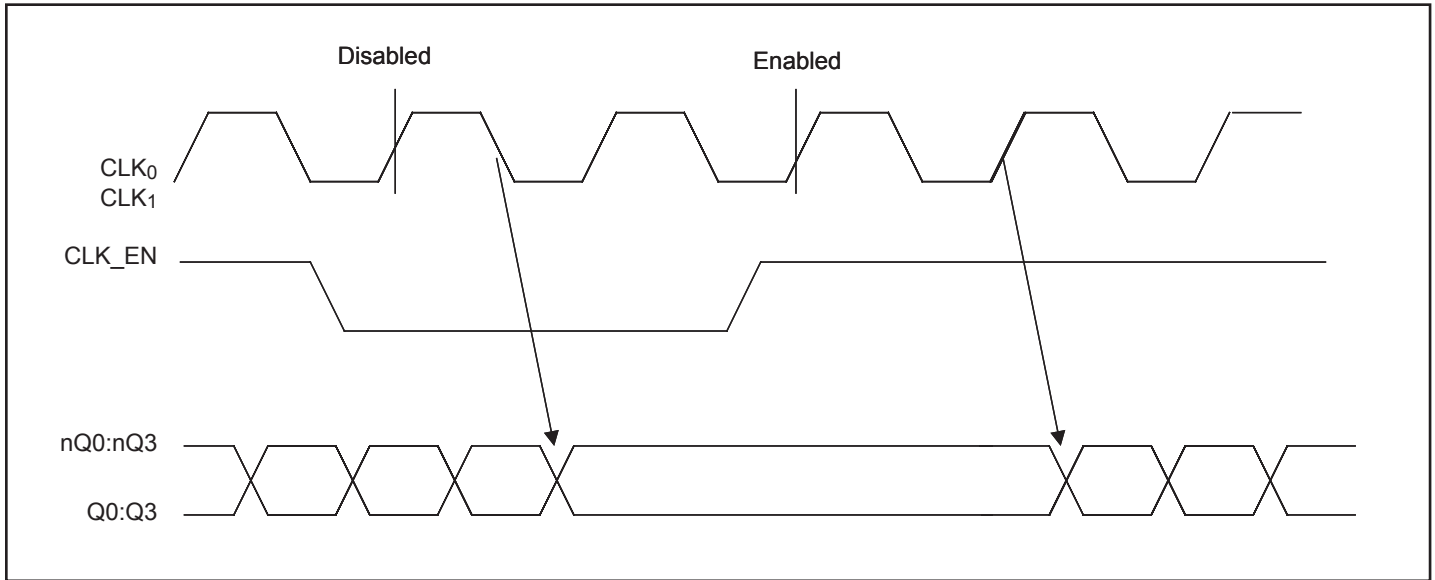 Disabled
Enabled
CLK0
CLK1
CLK_EN
nQ0:nQ3
Q0:Q3